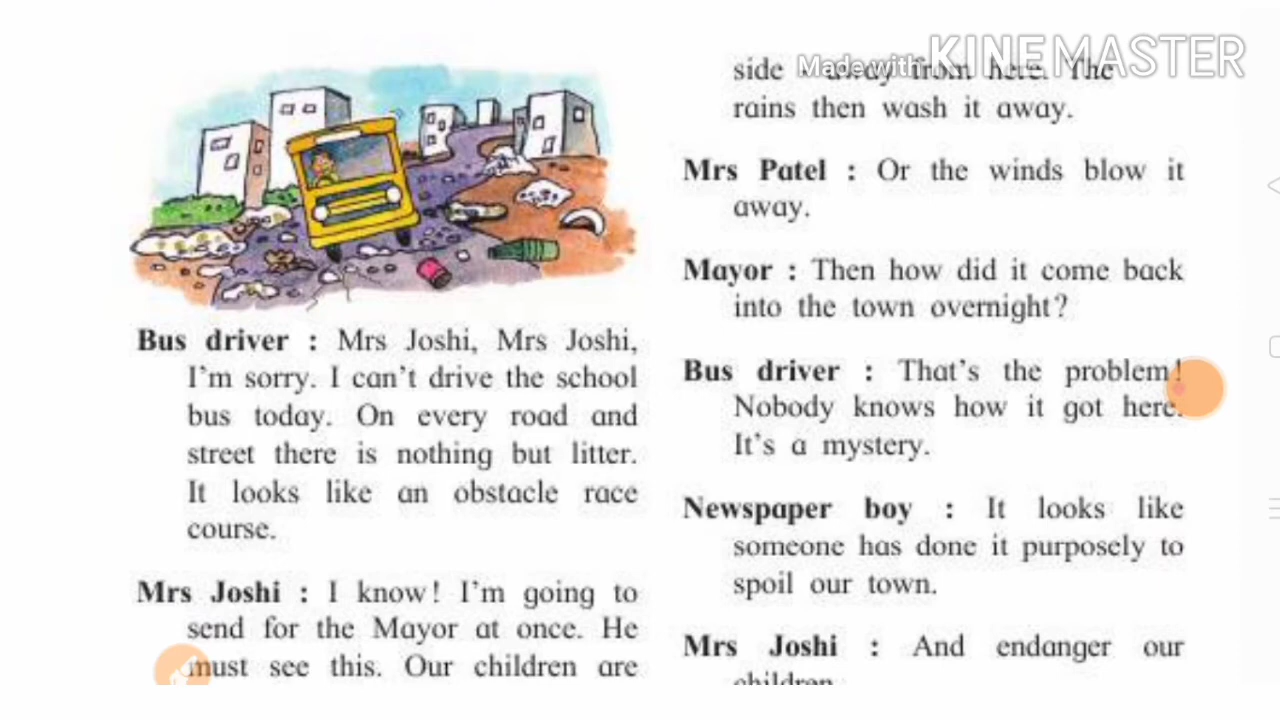 Made with KINEMASTER
Bus driver : Mrs Joshi, Mrs Joshi,
I'm sorry. I can't drive the school
bus today. On every road and
street there is nothing but litter.
It looks like an obstacle race
course.
Mrs Joshi : I know! I'm going to
send for the Mayor at once. He
must see this. Our children are
side - away from here. The
rains then wash it away.
Mrs Patel : Or the winds blow it
away.
Mayor : Then how did it come back
into the town overnight?
Bus driver : That's the problem!
Nobody knows how it got here.
It's a mystery.
Newspaper boy : It looks like
someone has done it purposely to
spoil our town.
Mrs Joshi : And endanger our
children